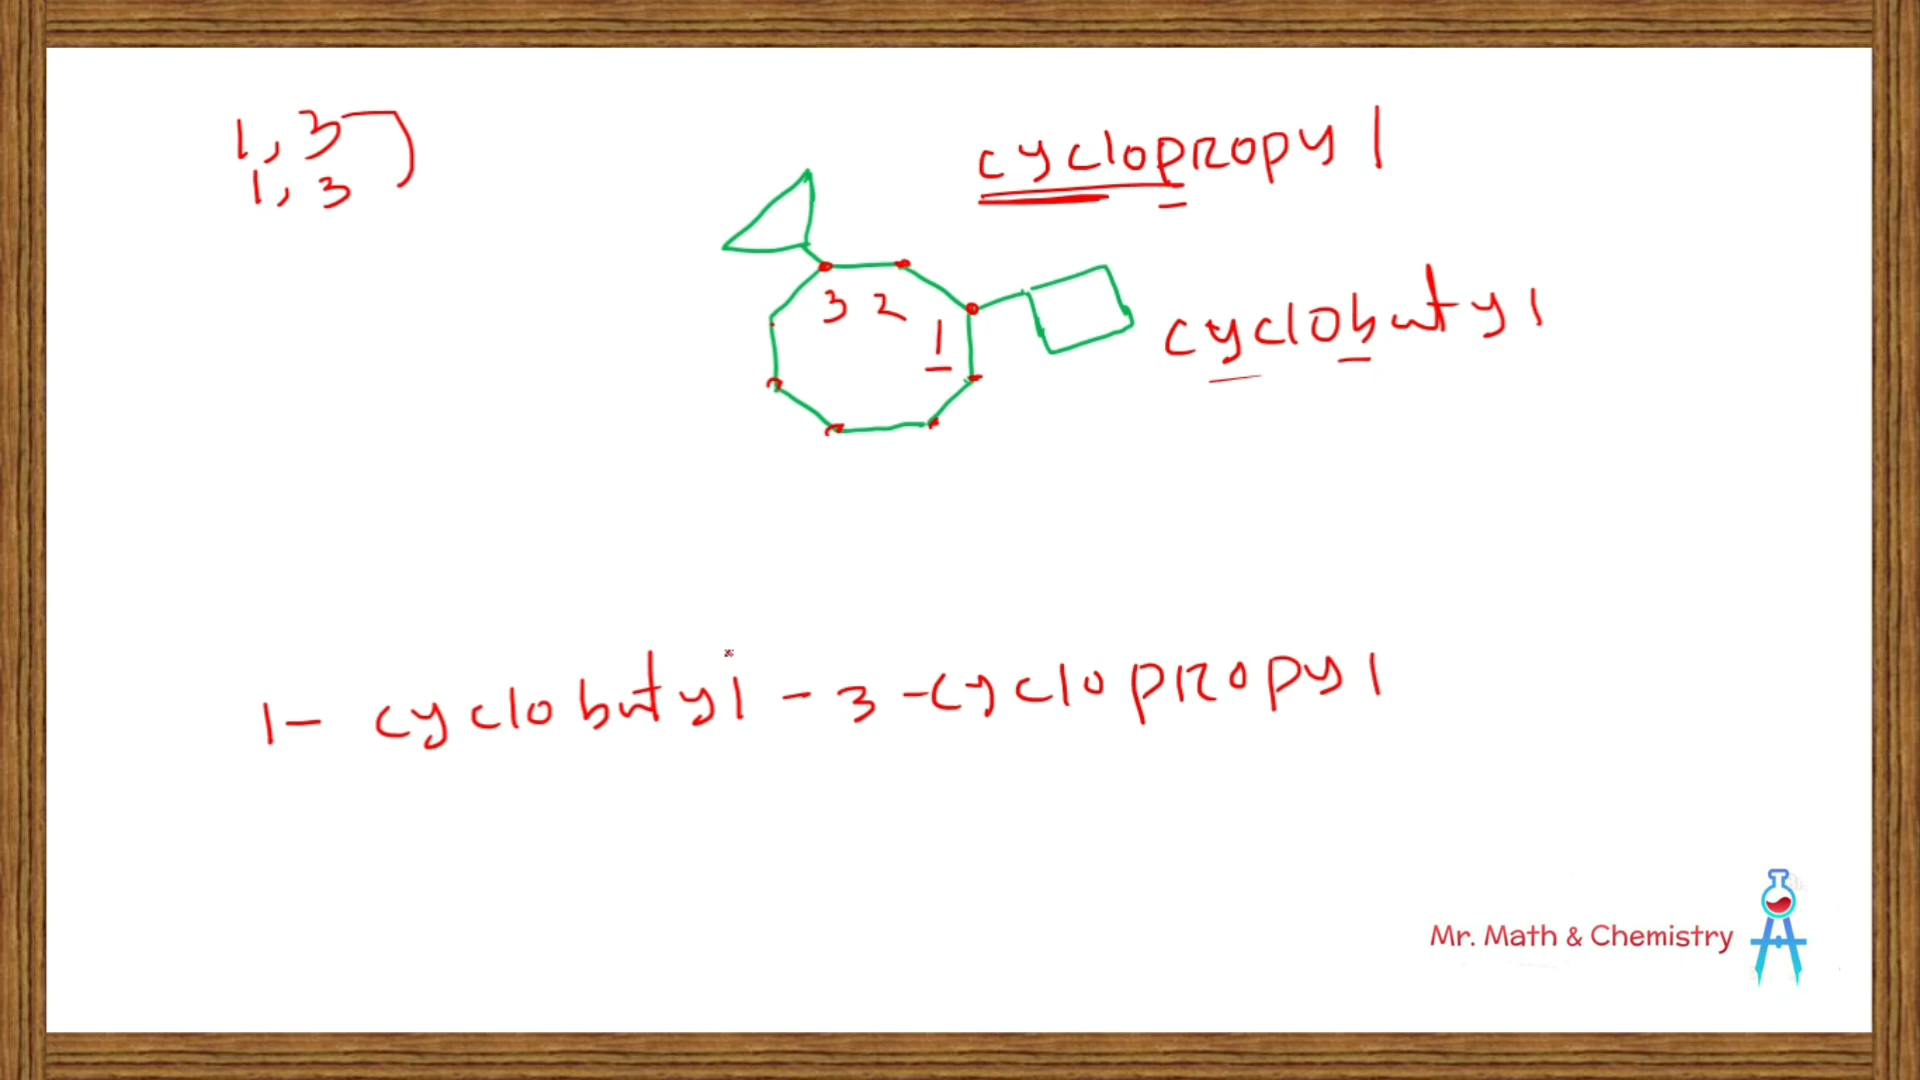 1, 3
1, 3
cyclopropyl
3 2
1
cyclobutyl
1- cyclobutyl - 3 -cyclopropyl
Mr. Math & Chemistry